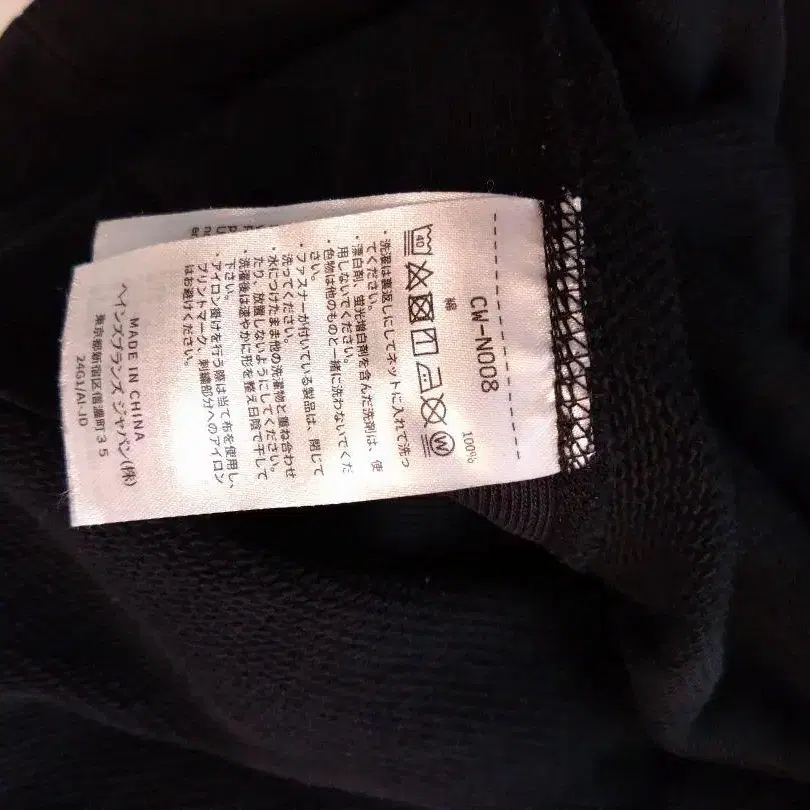 CW-N008
綿 100%
40
・洗濯は裏返しにしてネットに入れて洗っ
てください。
・漂白剤、蛍光増白剤を含んだ洗剤は、使
用しないでください。
・色物は他のものと一緒に洗わないでくだ
さい。
・ファスナーが付いている製品は、閉じて
洗ってください。
・水につけたまま他の洗濯物と重ね合わせ
たり、放置しないようにしてください。
・洗濯後は速やかに形を整え日陰で干して
下さい。
・アイロン掛けを行う際は当て布を使用し、
プリントマーク、刺繍部分へのアイロン
はお避けください。
MADE IN CHINA
ヘインズブランズ ジャパン(株)
東京都新宿区信濃町35
24G1/AI-JD